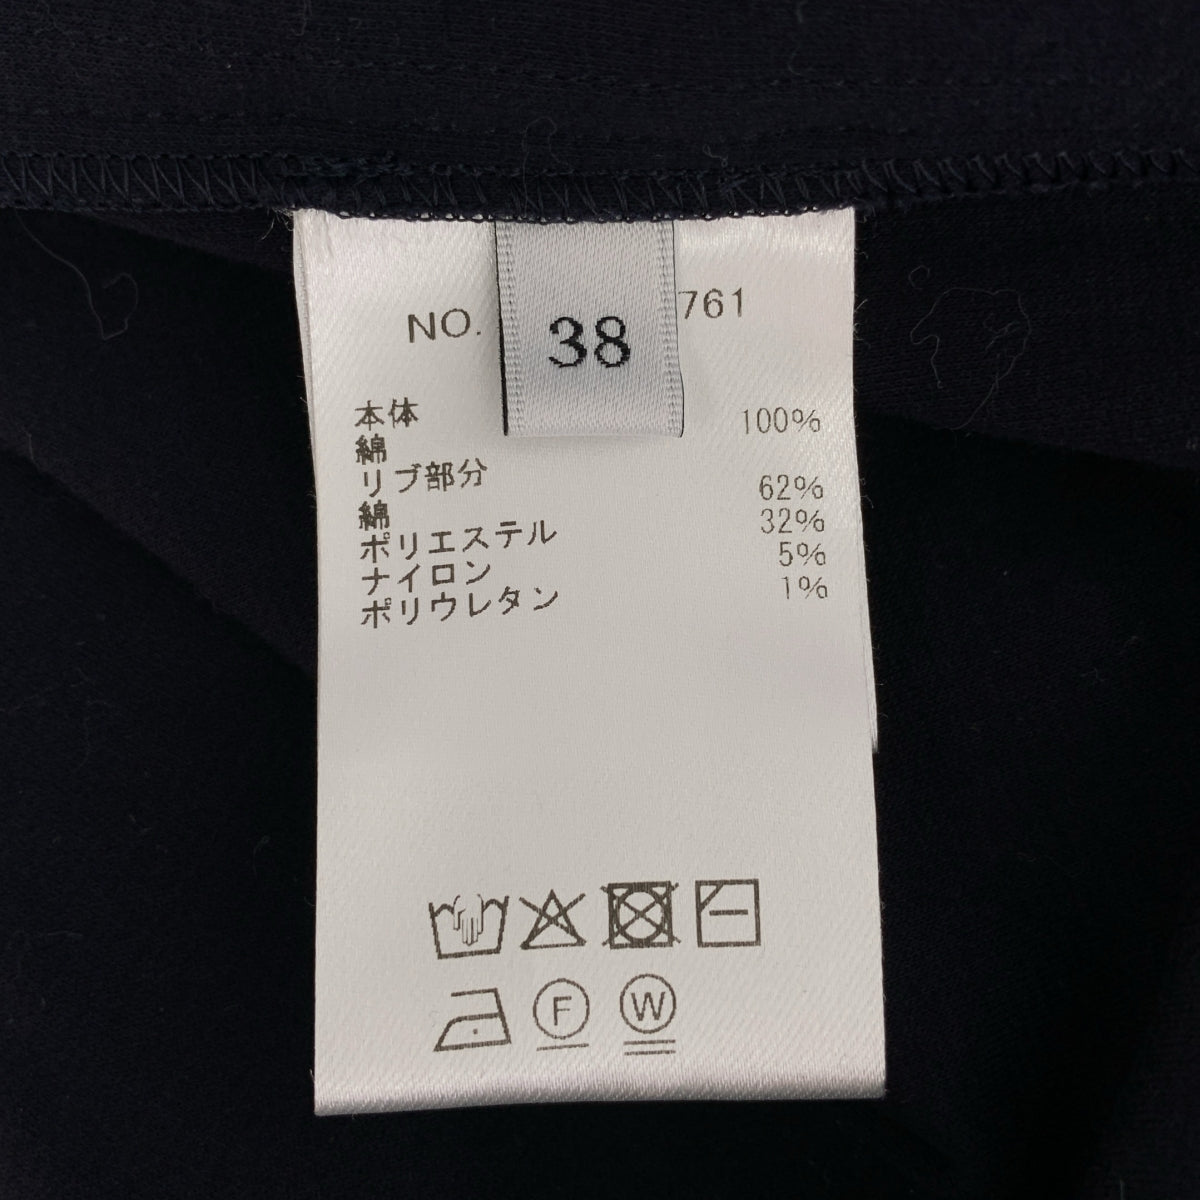 NO. 761
38
本体
綿 100%
リブ部分
綿 62%
ポリエステル 32%
ナイロン 5%
ポリウレタン 1%
F W